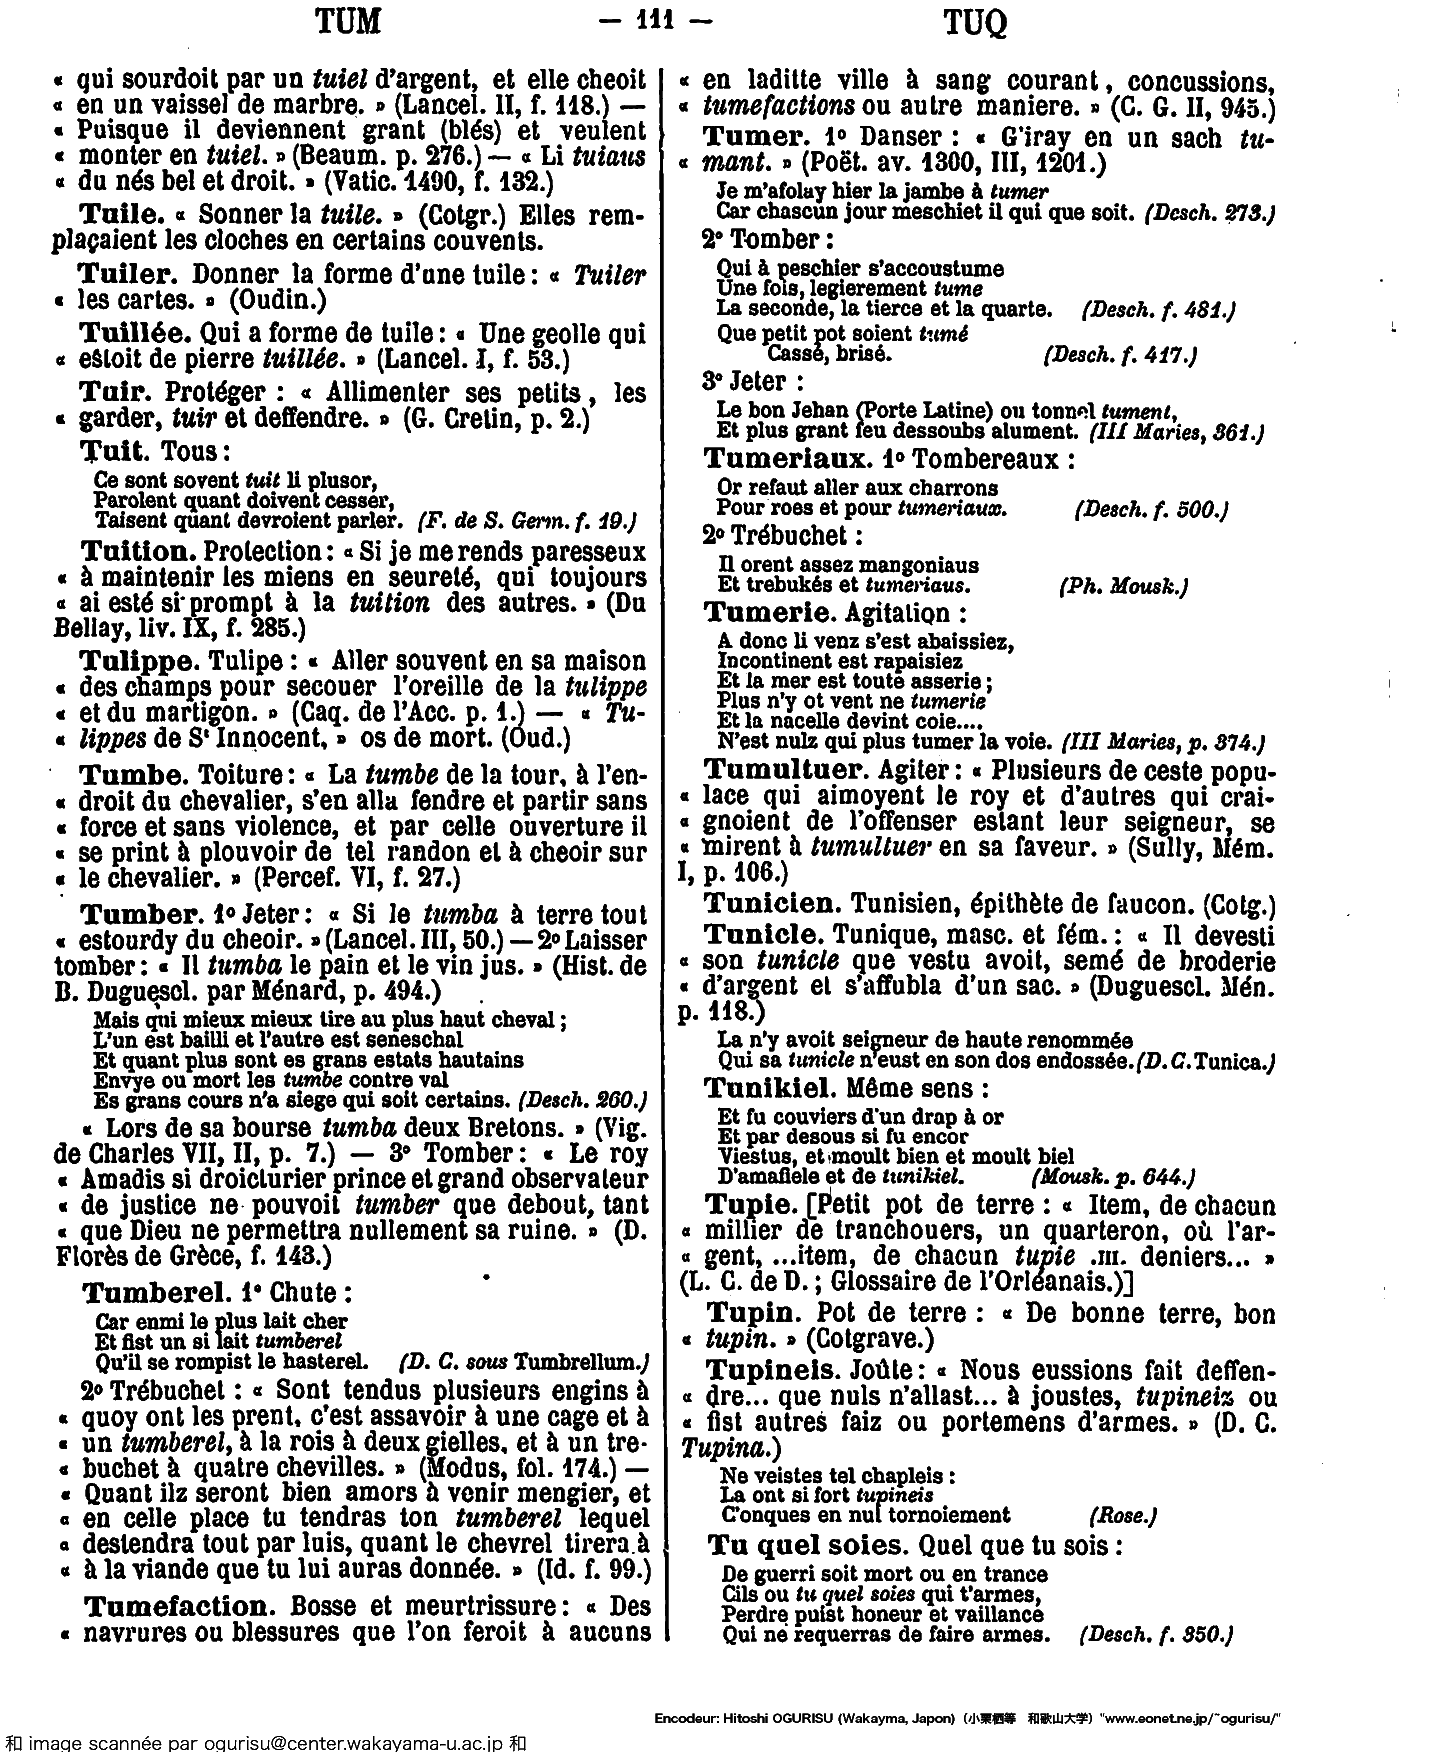 TUM — 111 — TUQ
« qui sourdoit par un tuiel d'argent, et elle cheoit
« en un vaissel de marbre. » (Lancel. II, f. 118.) —
« Puisque il deviennent grant (blés) et veulent
« monter en tuiel. » (Beaum. p. 276.) — « Li tuiaus
« du nés bel et droit. » (Vatic. 1490, f. 132.)
Tuile. « Sonner la tuile. » (Cotgr.) Elles rem-
plaçaient les cloches en certains couvents.
Tuiler. Donner la forme d'une tuile : « Tuiler
« les cartes. » (Oudin.)
Tuillée. Qui a forme de tuile : « Une geolle qui
« estoit de pierre tuillée. » (Lancel. I, f. 53.)
Tuir. Protéger : « Allimenter ses petits, les
« garder, tuir et deffendre. » (G. Cretin, p. 2.)
Tuit. Tous :
Ce sont sovent tuit li plusor,
Parolent quant doivent cesser,
Taisent quant devroient parler. (F. de S. Germ. f. 19.)
Tuition. Protection : « Si je me rends paresseux
« à maintenir les miens en seureté, qui toujours
« ai esté si prompt à la tuition des autres. » (Du
Bellay, liv. IX, f. 285.)
Tulippe. Tulipe : « Aller souvent en sa maison
« des champs pour secouer l'oreille de la tulippe
« et du martigon. » (Caq. de l'Acc. p. 1.) — « Tu-
« lippes de St Innocent, » os de mort. (Oud.)
Tumbe. Toiture : « La tumbe de la tour, à l'en-
« droit du chevalier, s'en alla fendre et partir sans
« force et sans violence, et par celle ouverture il
« se print à plouvoir de tel randon et à cheoir sur
« le chevalier. » (Percef. VI, f. 27.)
Tumber. 1º Jeter : « Si le tumba à terre tout
« estourdy du cheoir. » (Lancel. III, 50.) — 2º Laisser
tomber : « Il tumba le pain et le vin jus. » (Hist. de
B. Duguescl. par Ménard, p. 494.)
Mais qui mieux mieux tire au plus haut cheval ;
L'un est bailli et l'autre est seneschal
Et quant plus sont es grans estats hautains
Envye ou mort les tumbe contre val
Es grans cours n'a siege qui soit certains. (Desch. 260.)
« Lors de sa bourse tumba deux Bretons. » (Vig.
de Charles VII, II, p. 7.) — 3º Tomber : « Le roy
« Amadis si droicturier prince et grand observateur
« de justice ne pouvoit tumber que debout, tant
« que Dieu ne permettra nullement sa ruine. » (D.
Florès de Grèce, f. 143.)
Tumberel. 1º Chute :
Car enmi le plus lait cher
Et fist un si lait tumberel
Qu'il se rompist le hasterel. (D. C. sous Tumbrellum.)
2º Trébuchet : « Sont tendus plusieurs engins à
« quoy ont les prent, c'est assavoir à une cage et à
« un tumberel, à la rois à deux gielles, et à un tre-
« buchet à quatre chevilles. » (Modus, fol. 174.) —
« Quant ilz seront bien amors à venir mengier, et
« en celle place tu tendras ton tumberel lequel
« destendra tout par luis, quant le chevrel tirera à
« à la viande que tu lui auras donnée. » (Id. f. 99.)
Tumefaction. Bosse et meurtrissure : « Des
« navrures ou blessures que l'on feroit à aucuns
« en laditte ville à sang courant, concussions,
« tumefactions ou autre maniere. » (C. G. II, 945.)
Tumer. 1º Danser : « G'iray en un sach tu-
« mant. » (Poët. av. 1300, III, 1201.)
Je m'afolay hier la jambe à tumer
Car chascun jour meschiet il qui que soit. (Desch. 273.)
2º Tomber :
Qui à peschier s'accoustume
Une fois, legierement tume
La seconde, la tierce et la quarte. (Desch. f. 481.)
Que petit pot soient tumé
Cassé, brisé. (Desch. f. 417.)
3º Jeter :
Le bon Jehan (Porte Latine) ou tonnel tument,
Et plus grant feu dessoubs alument. (III Maries, 361.)
Tumeriaux. 1º Tombereaux :
Or refaut aller aux charrons
Pour roes et pour tumeriaux. (Desch. f. 500.)
2º Trébuchet :
Il orent assez mangoniaus
Et trebukés et tumeriaus. (Ph. Mousk.)
Tumerie. Agitation :
A donc li venz s'est abaissiez,
Incontinent est rapaisiez
Et la mer est toute asserie ;
Plus n'y ot vent ne tumerie
Et la nacelle devint coie....
N'est nulz qui plus tumer la voie. (III Maries, p. 374.)
Tumultuer. Agiter : « Plusieurs de ceste popu-
« lace qui aimoyent le roy et d'autres qui crai-
« gnoient de l'offenser estant leur seigneur, se
« mirent à tumultuer en sa faveur. » (Sully, Mém.
I, p. 106.)
Tunicien. Tunisien, épithète de faucon. (Cotg.)
Tunicle. Tunique, masc. et fém. : « Il devesti
« son tunicle que vestu avoit, semé de broderie
« d'argent et s'affubla d'un sac. » (Duguescl. Mén.
p. 118.)
La n'y avoit seigneur de haute renommée
Qui sa tunicle n'eust en son dos endossée. (D. C. Tunica.)
Tunikiel. Même sens :
Et fu couviers d'un drap à or
Et par desous si fu encor
Viestus, et moult bien et moult biel
D'amafiele et de tunikiel. (Mousk. p. 644.)
Tupie. [Petit pot de terre : « Item, de chacun
« millier de tranchouers, un quarteron, où l'ar-
« gent, ...item, de chacun tupie .III. deniers... »
(L. C. de D. ; Glossaire de l'Orléanais.)]
Tupin. Pot de terre : « De bonne terre, bon
« tupin. » (Cotgrave.)
Tupineis. Joûte : « Nous eussions fait deffen-
« dre... que nuls n'allast... à joustes, tupineiz ou
« fist autres faiz ou portemens d'armes. » (D. C.
Tupina.)
Ne veistes tel chapleis :
La ont si fort tupineis
C'onques en nul tornoiement (Rose.)
Tu quel soies. Quel que tu sois :
De guerri soit mort ou en trance
Cils ou tu quel soies qui t'armes,
Perdre puist honeur et vaillance
Qui ne requerras de faire armes. (Desch. f. 350.)
Encodeur: Hitoshi OGURISU (Wakayma, Japon) (小栗栖等 和歌山大学) "www.eonet.ne.jp/~ogurisu/"
和 image scannée par ogurisu@center.wakayama-u.ac.jp 和